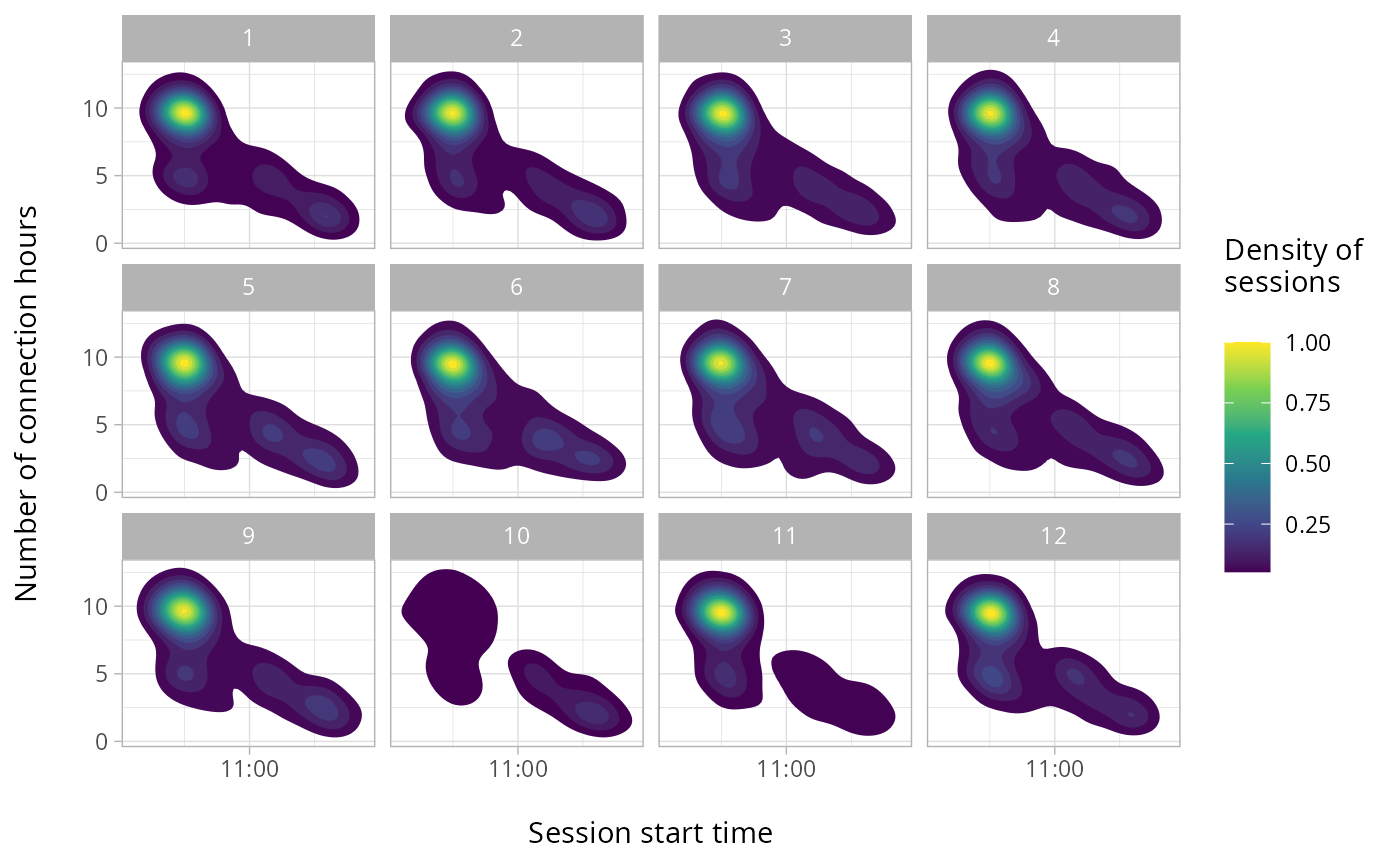 1 2 3 4
10
5
0
5 6 7 8
10
5
0
9 10 11 12
10
5
0
11:00 11:00 11:00 11:00
Session start time
Number of connection hours
Density of
sessions
1.00
0.75
0.50
0.25